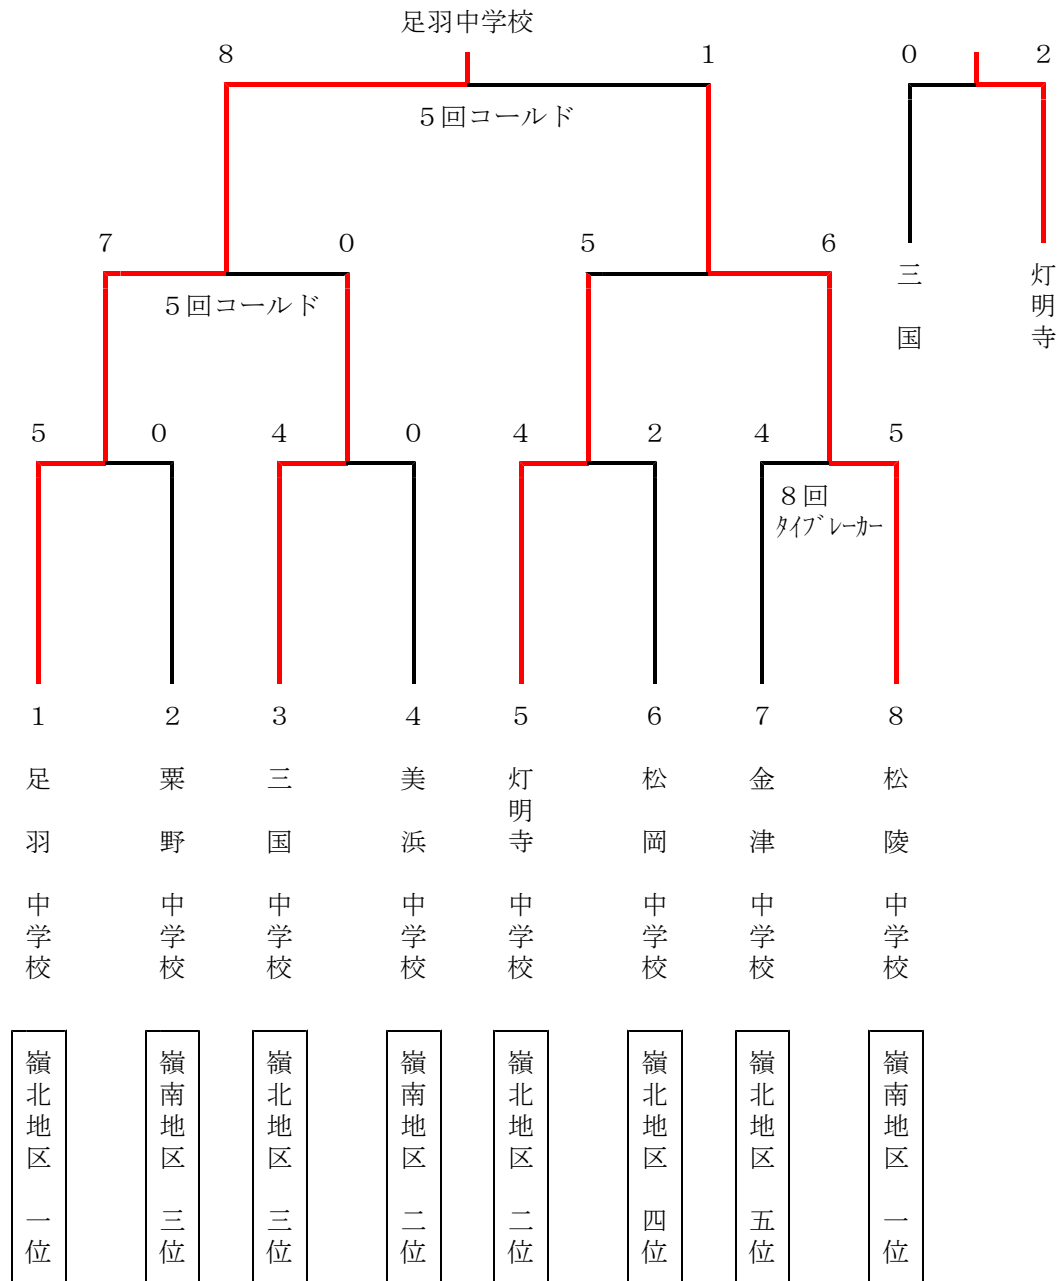 足羽中学校
８ １ ０ ２
５回コールド
７ ０ ５ ６
５回コールド
三国
灯明寺
５ ０ ４ ０ ４ ２ ４ ５
８回
ﾀｲﾌﾞﾚｰｶｰ
１ ２ ３ ４ ５ ６ ７ ８
足羽中学校
粟野中学校
三国中学校
美浜中学校
灯明寺中学校
松岡中学校
金津中学校
松陵中学校
嶺北地区 一位
嶺南地区 三位
嶺北地区 三位
嶺南地区 二位
嶺北地区 二位
嶺北地区 四位
嶺北地区 五位
嶺南地区 一位